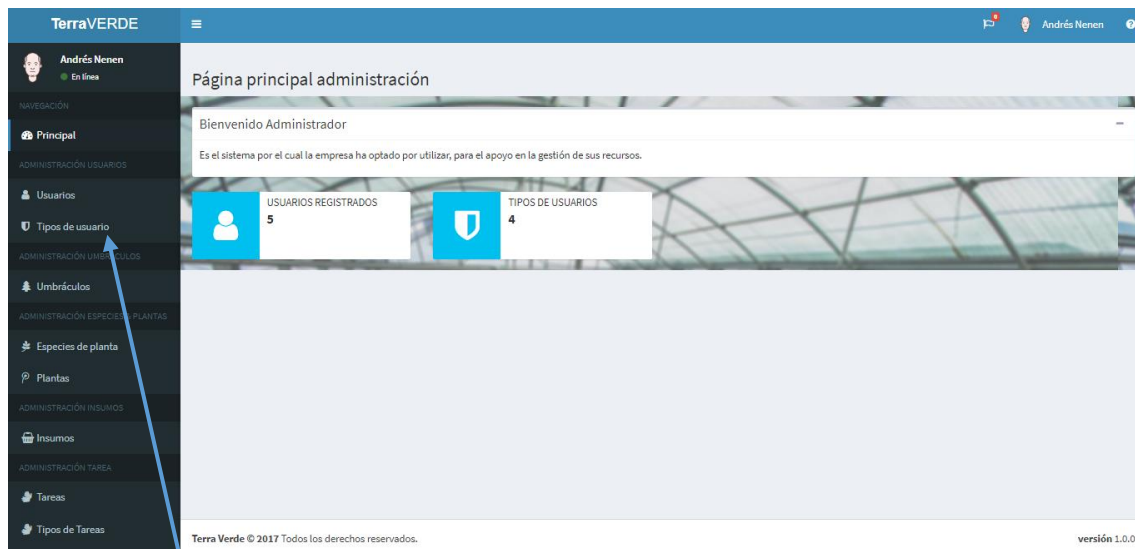 TerraVERDE
Andrés Nenen
Andrés Nenen
En línea
NAVEGACIÓN
Principal
ADMINISTRACIÓN USUARIOS
Usuarios
Tipos de usuario
ADMINISTRACIÓN UMBRÁCULOS
Umbráculos
ADMINISTRACIÓN ESPECIES & PLANTAS
Especies de planta
Plantas
ADMINISTRACIÓN INSUMOS
Insumos
ADMINISTRACIÓN TAREA
Tareas
Tipos de Tareas
Página principal administración
Bienvenido Administrador
Es el sistema por el cual la empresa ha optado por utilizar, para el apoyo en la gestión de sus recursos.
USUARIOS REGISTRADOS
5
TIPOS DE USUARIOS
4
Terra Verde © 2017 Todos los derechos reservados.
versión 1.0.0